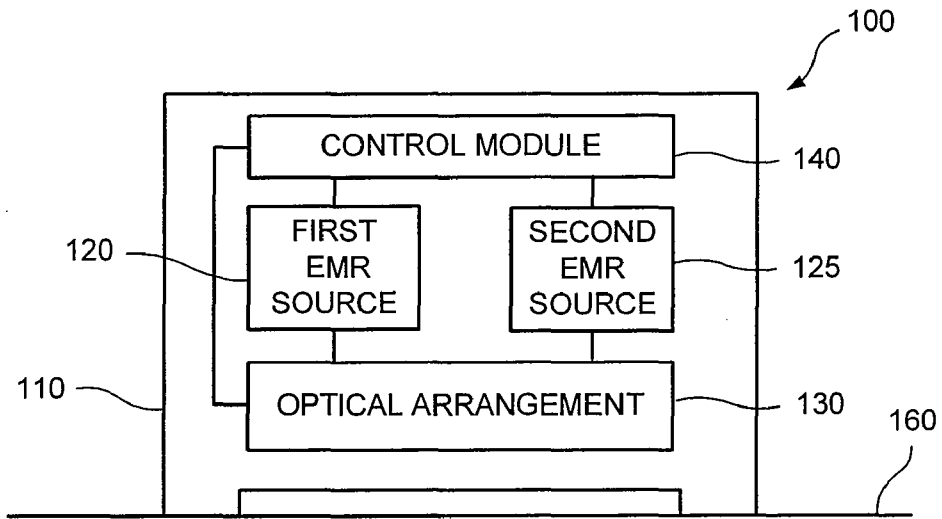 100
CONTROL MODULE
140
FIRST
EMR
SOURCE
120
SECOND
EMR
SOURCE
125
OPTICAL ARRANGEMENT
110
130
160